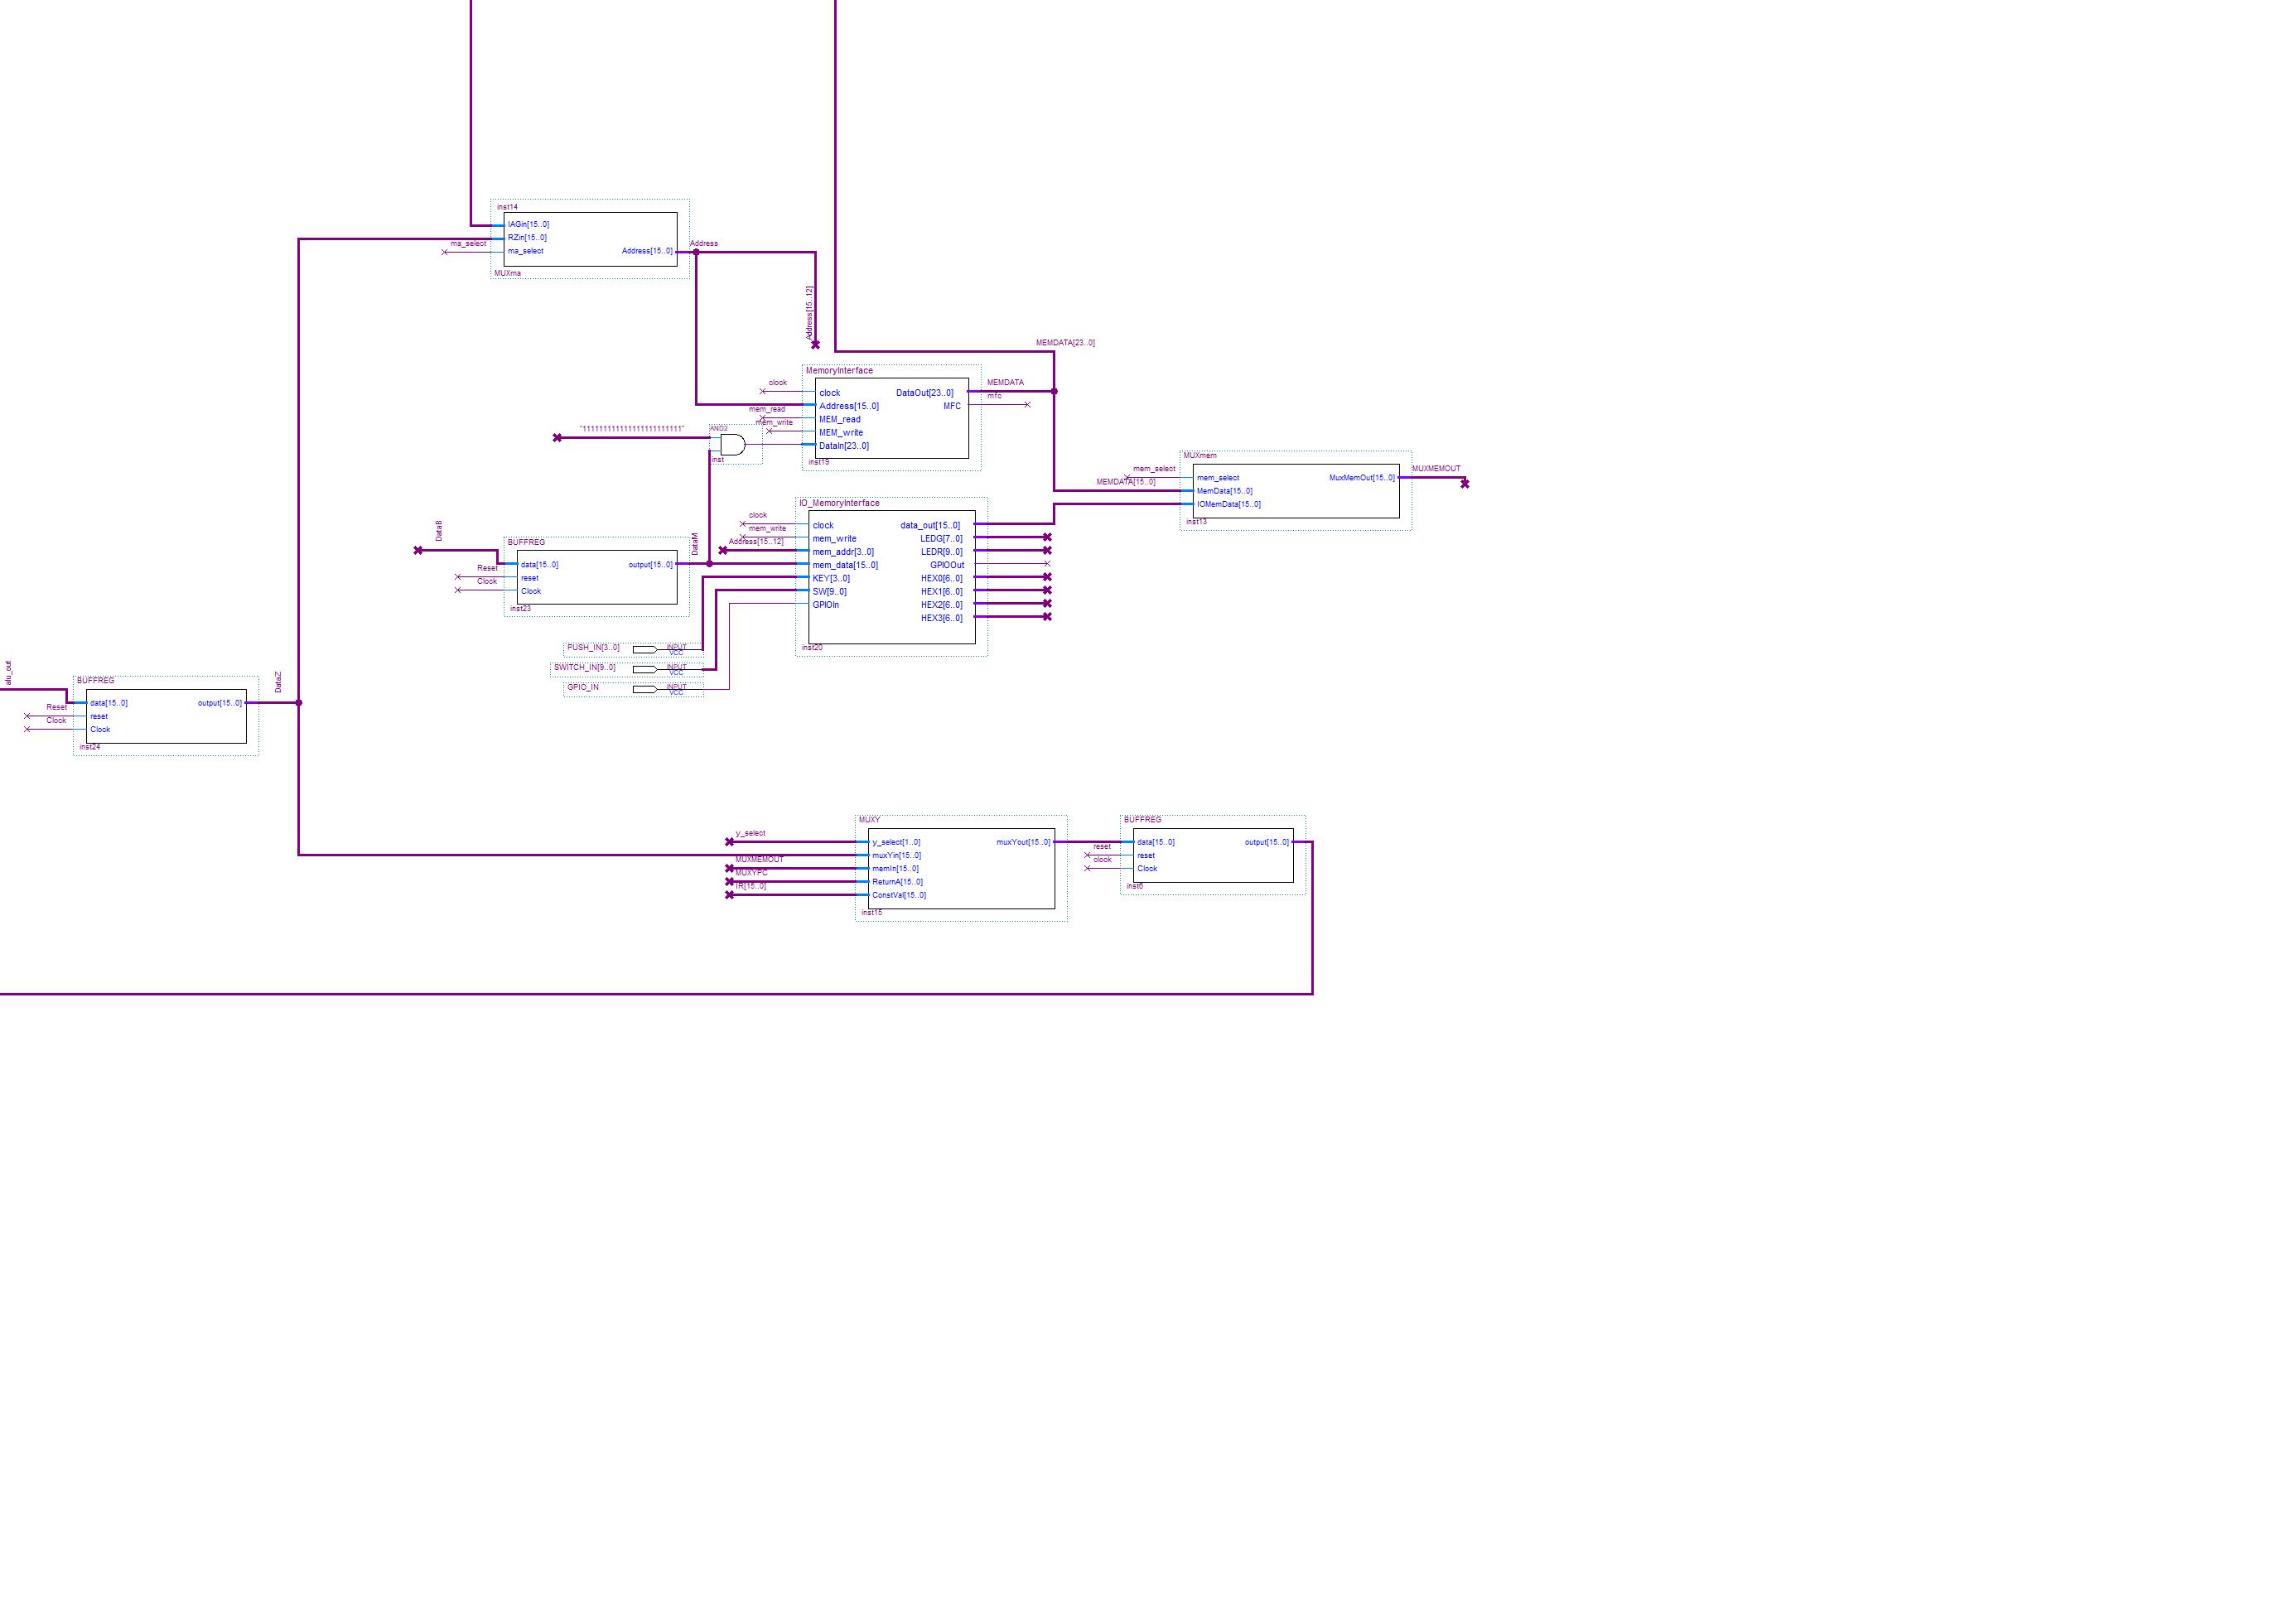 inst14
IAGin[15..0]
RZin[15..0]
ma_select
ma_select
Address[15..0]
MUXma
Address
Address[15..12]
MEMDATA[23..0]
MemoryInterface
clock
clock
DataOut[23..0]
MEMDATA
Address[15..0]
MFC
mfc
mem_read
MEM_read
mem_write
MEM_write
DataIn[23..0]
inst19
AND2
inst
MUXmem
mem_select
mem_select
MuxMemOut[15..0]
MUXMEMOUT
MEMDATA[15..0]
MemData[15..0]
IOMemData[15..0]
inst13
IO_MemoryInterface
clock
clock
data_out[15..0]
mem_write
mem_write
LEDG[7..0]
Address[15..12]
mem_addr[3..0]
LEDR[9..0]
mem_data[15..0]
GPIOOut
KEY[3..0]
HEX0[6..0]
SW[9..0]
HEX1[6..0]
GPIOIn
HEX2[6..0]
HEX3[6..0]
inst20
DataB
BUFFREG
data[15..0]
output[15..0]
DataM
Reset
reset
Clock
Clock
inst23
PUSH_IN[3..0]
INPUT
VCC
SWITCH_IN[9..0]
INPUT
VCC
GPIO_IN
INPUT
VCC
alu_out
BUFFREG
data[15..0]
output[15..0]
DataZ
Reset
reset
Clock
Clock
inst24
MUXY
y_select
y_select[1..0]
muxYout[15..0]
muxYin[15..0]
MUXMEMOUT
memIn[15..0]
MUXYPC
ReturnA[15..0]
IR[15..0]
ConstVal[15..0]
inst15
BUFFREG
data[15..0]
output[15..0]
reset
reset
clock
Clock
inst6